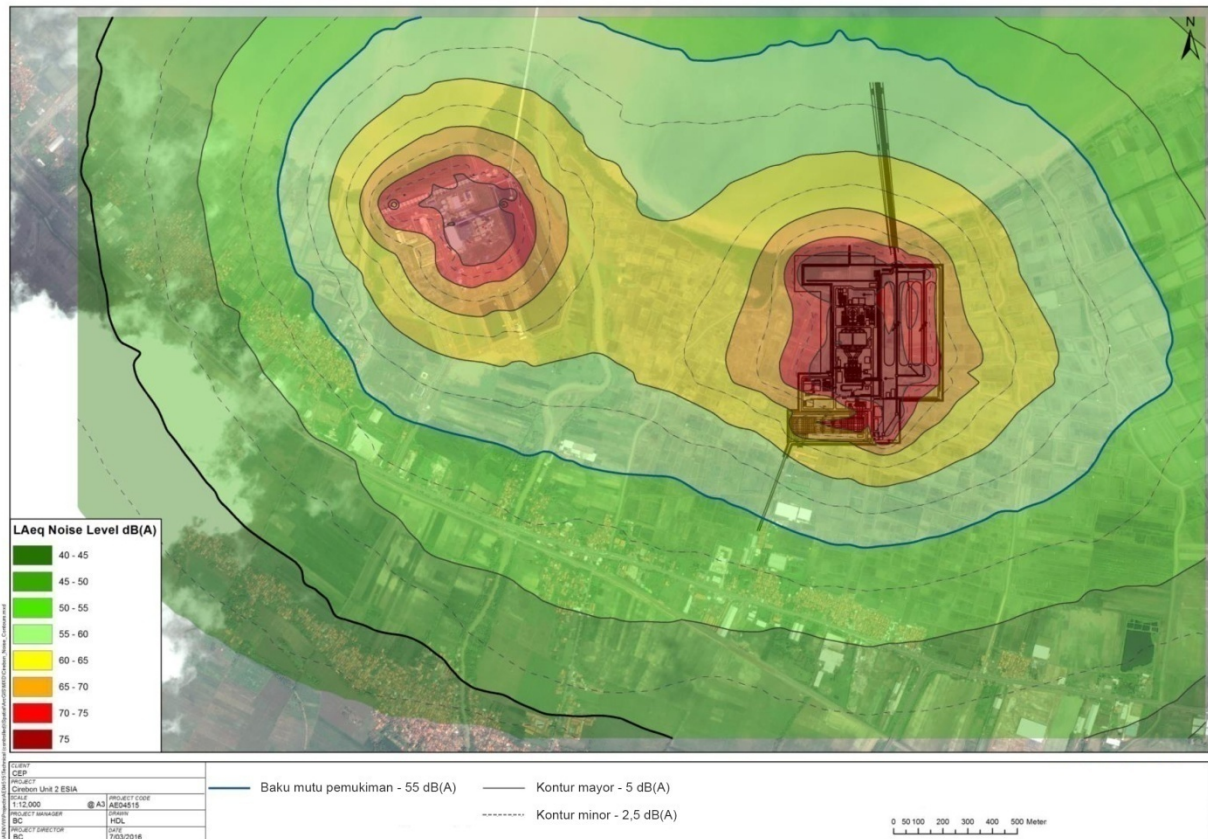 N
LAeq Noise Level dB(A)
40 - 45
45 - 50
50 - 55
55 - 60
60 - 65
65 - 70
70 - 75
75
CLIENT
CEP
PROJECT
Cirebon Unit 2 ESIA
SCALE
1:12,000 @ A3
PROJECT CODE
AE04515
PROJECT MANAGER
BC
DRAWN
HDL
PROJECT DIRECTOR
BC
DATE
7/03/2016
Baku mutu pemukiman - 55 dB(A)
Kontur mayor - 5 dB(A)
Kontur minor - 2,5 dB(A)
0 50 100 200 300 400 500 Meter